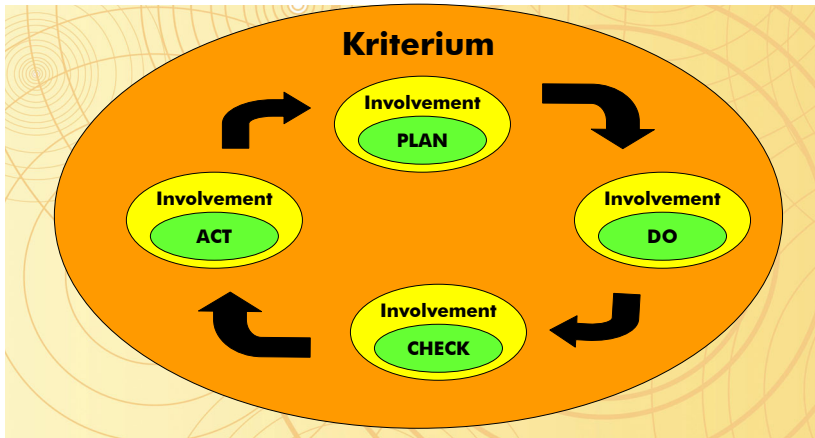 Kriterium
Involvement
PLAN
Involvement
DO
Involvement
CHECK
Involvement
ACT